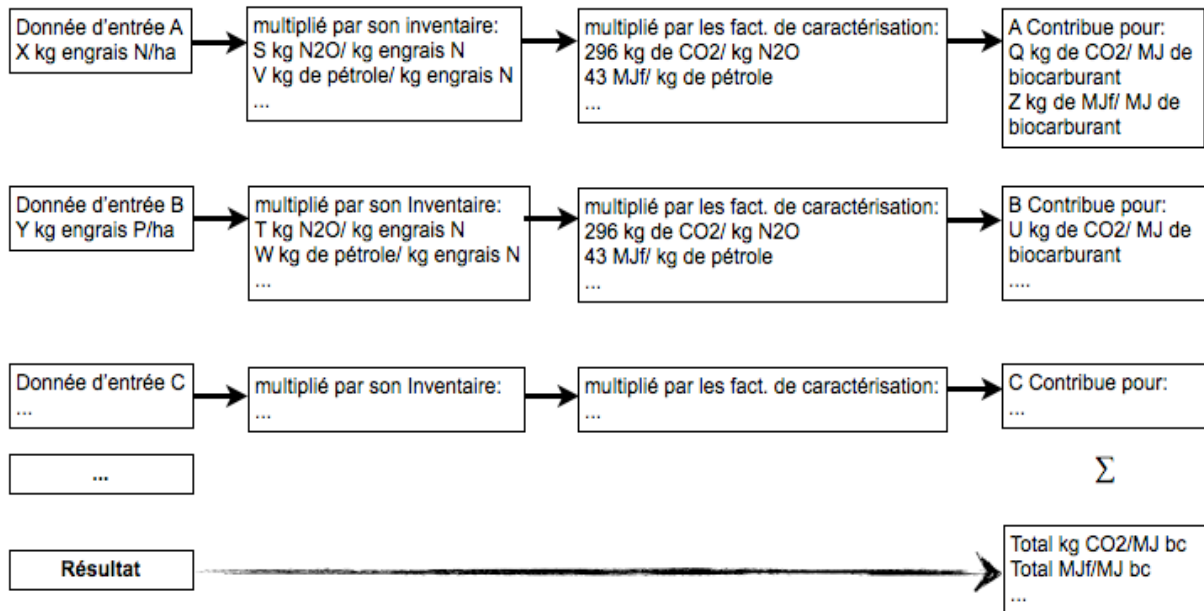 Donnée d'entrée A
X kg engrais N/ha
multiplié par son inventaire:
S kg N2O/ kg engrais N
V kg de pétrole/ kg engrais N
...
multiplié par les fact. de caractérisation:
296 kg de CO2/ kg N2O
43 MJf/ kg de pétrole
...
A Contribue pour:
Q kg de CO2/ MJ de
biocarburant
Z kg de MJf/ MJ de
biocarburant
Donnée d'entrée B
Y kg engrais P/ha
multiplié par son Inventaire:
T kg N2O/ kg engrais N
W kg de pétrole/ kg engrais N
...
multiplié par les fact. de caractérisation:
296 kg de CO2/ kg N2O
43 MJf/ kg de pétrole
...
B Contribue pour:
U kg de CO2/ MJ de
biocarburant
....
Donnée d'entrée C
...
multiplié par son Inventaire:
...
multiplié par les fact. de caractérisation:
...
C Contribue pour:
...
...
Σ
Résultat
Total kg CO2/MJ bc
Total MJf/MJ bc
...